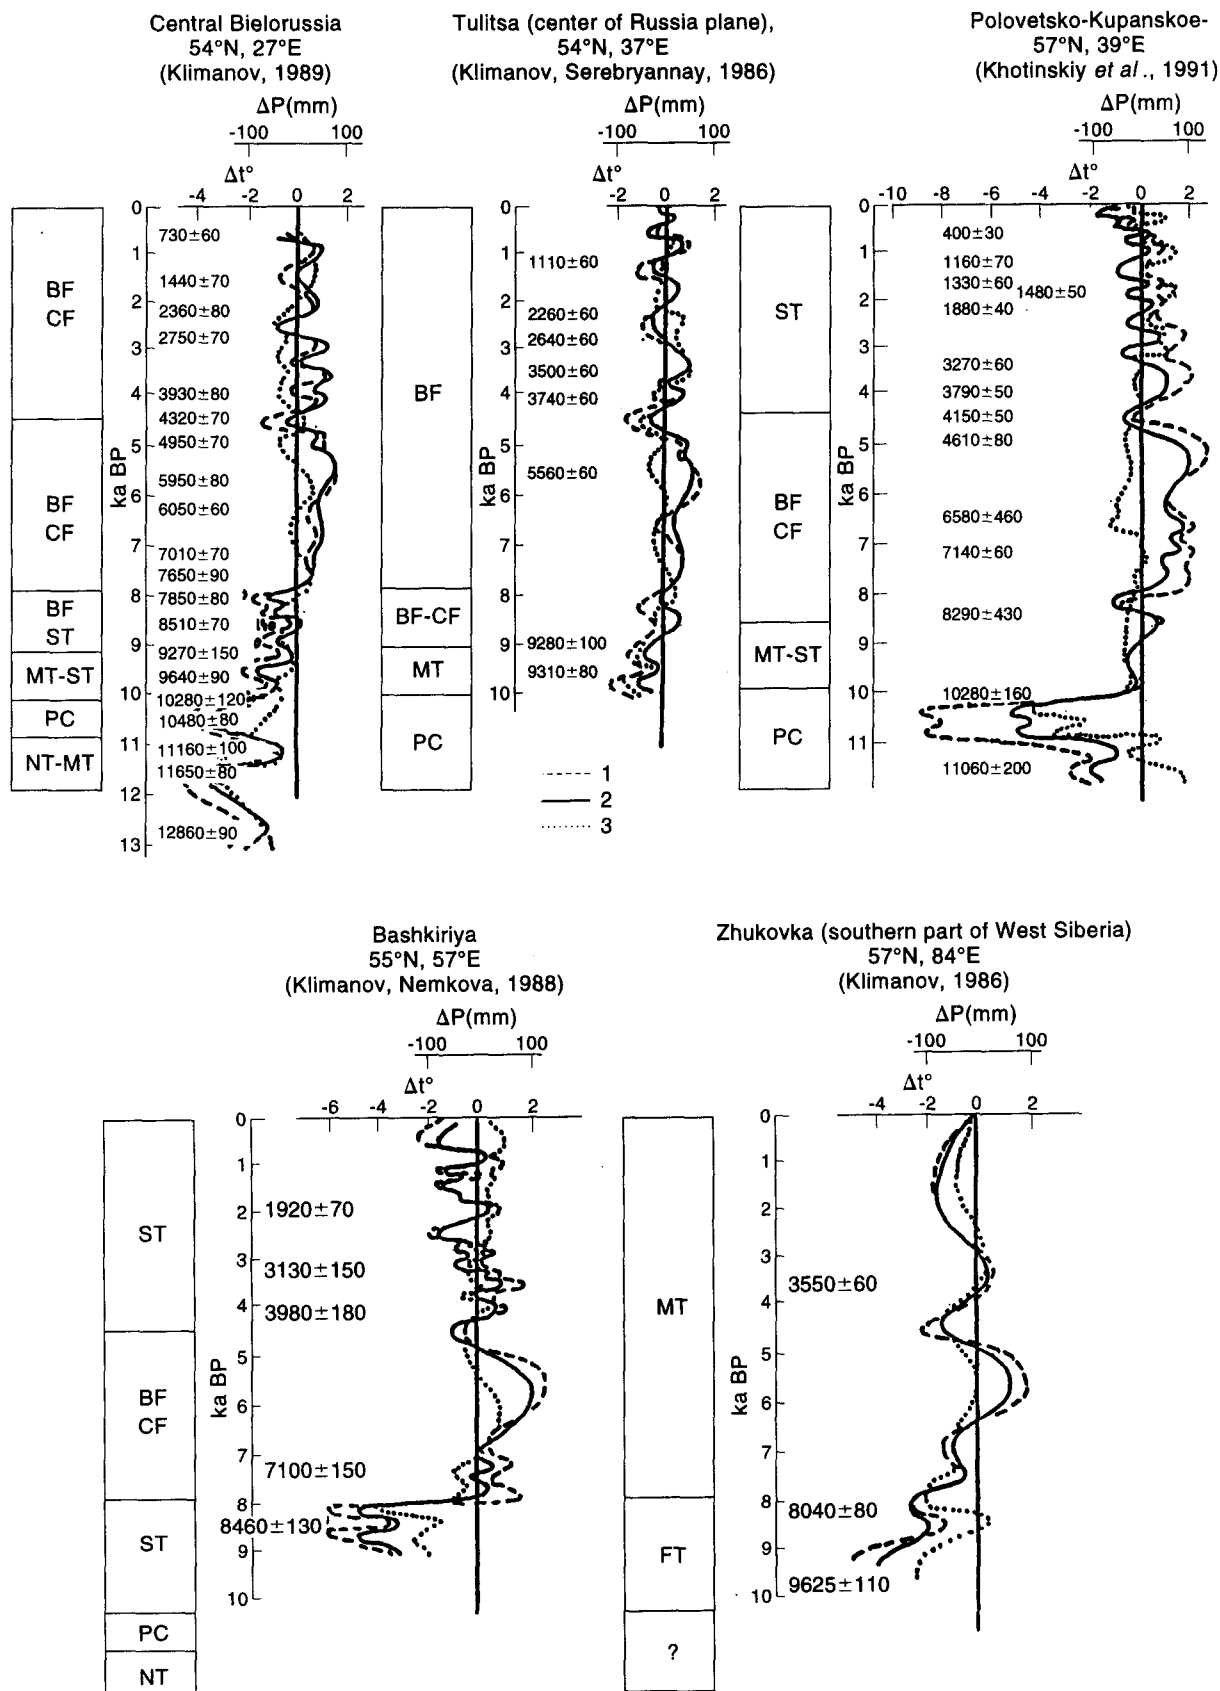 Central Bielorussia
54°N, 27°E
(Klimanov, 1989)
ΔP(mm)
-100 100
Δt°
-4 -2 0 2
BF
CF
BF
CF
BF
ST
MT-ST
PC
NT-MT
ka BP
0
1
2
3
4
5
6
7
8
9
10
11
12
13
730±60
1440±70
2360±80
2750±70
3930±80
4320±70
4950±70
5950±80
6050±60
7010±70
7650±90
7850±80
8510±70
9270±150
9640±90
10280±120
10480±80
11160±100
11650±80
12860±90
Tulitsa (center of Russia plane),
54°N, 37°E
(Klimanov, Serebryannay, 1986)
ΔP(mm)
-100 100
Δt°
-2 0 2
BF
BF-CF
MT
PC
ka BP
0
1
2
3
4
5
6
7
8
9
10
1110±60
2260±60
2640±60
3500±60
3740±60
5560±60
9280±100
9310±80
1
2
3
Polovetsko-Kupanskoe-
57°N, 39°E
(Khotinskiy et al., 1991)
ΔP(mm)
-100 100
Δt°
-10 -8 -6 -4 -2 0 2
ST
BF
CF
MT-ST
PC
ka BP
0
1
2
3
4
5
6
7
8
9
10
11
400±30
1160±70
1330±60
1480±50
1880±40
3270±60
3790±50
4150±50
4610±80
6580±460
7140±60
8290±430
10280±160
11060±200
Bashkiriya
55°N, 57°E
(Klimanov, Nemkova, 1988)
ΔP(mm)
-100 100
Δt°
-6 -4 -2 0 2
ST
BF
CF
ST
PC
NT
ka BP
0
1
2
3
4
5
6
7
8
9
10
1920±70
3130±150
3980±180
7100±150
8460±130
Zhukovka (southern part of West Siberia)
57°N, 84°E
(Klimanov, 1986)
ΔP(mm)
-100 100
Δt°
-4 -2 0 2
MT
FT
?
ka BP
0
1
2
3
4
5
6
7
8
9
10
3550±60
8040±80
9625±110